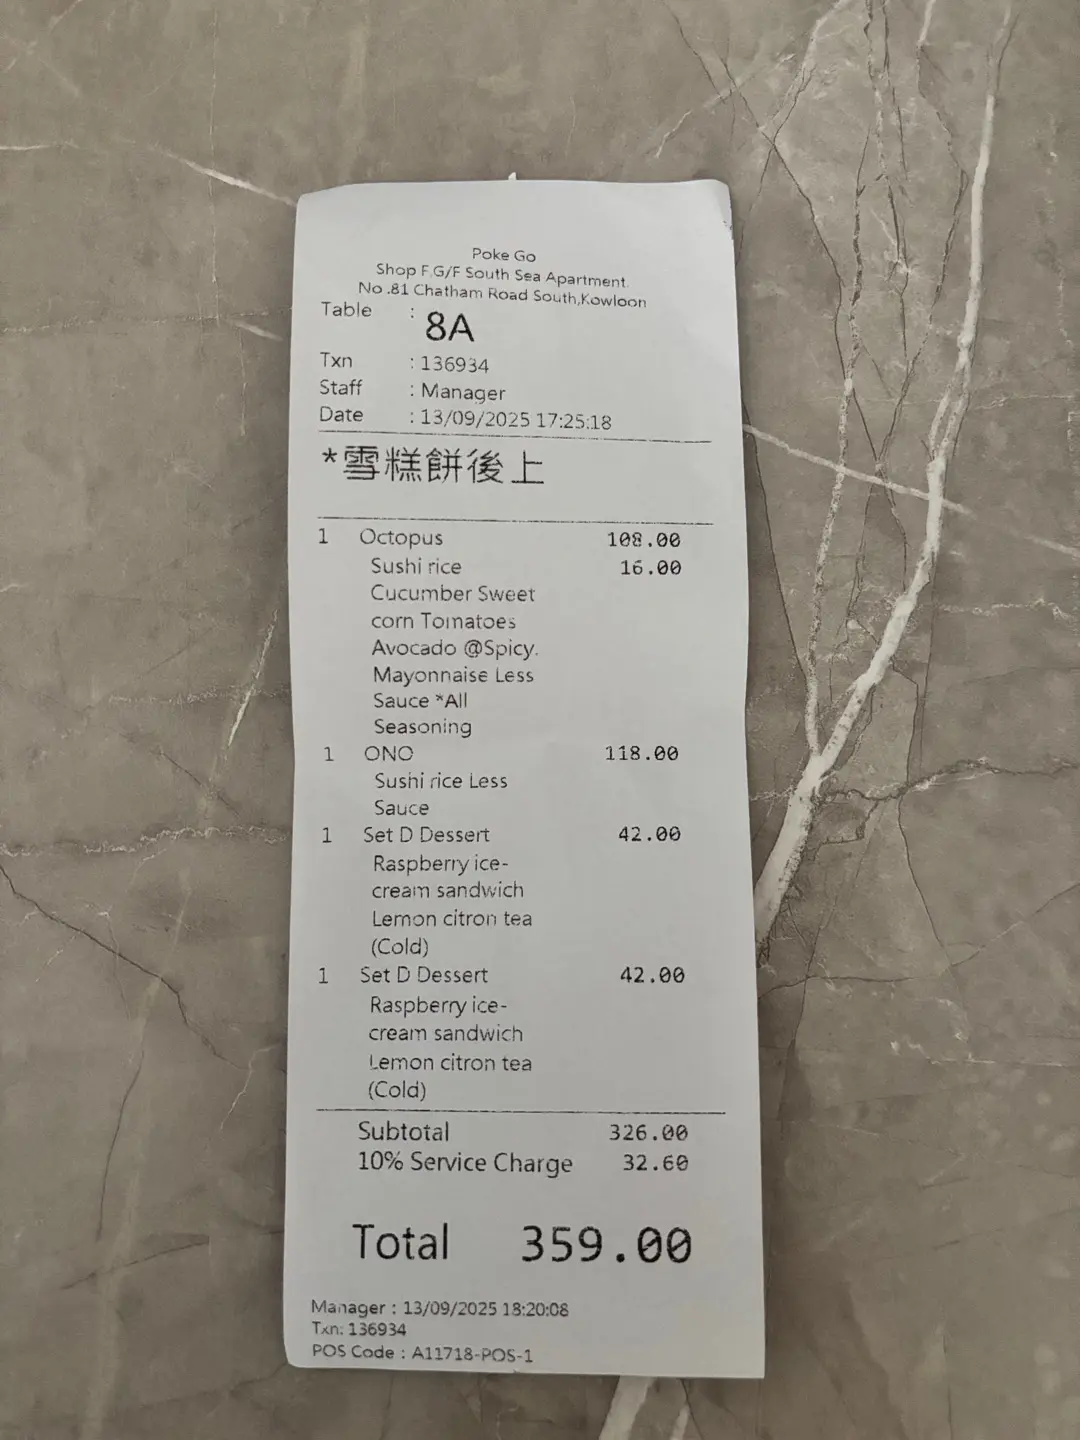 Poke Go
Shop F,G/F South Sea Apartment.
No.81 Chatham Road South,Kowloon
Table : 8A
Txn : 136934
Staff : Manager
Date : 13/09/2025 17:25:18
*雪糕餅後上
1 Octopus 108.00
Sushi rice 16.00
Cucumber Sweet
corn Tomatoes
Avocado @Spicy.
Mayonnaise Less
Sauce *All
Seasoning
1 ONO 118.00
Sushi rice Less
Sauce
1 Set D Dessert 42.00
Raspberry ice-
cream sandwich
Lemon citron tea
(Cold)
1 Set D Dessert 42.00
Raspberry ice-
cream sandwich
Lemon citron tea
(Cold)
Subtotal 326.00
10% Service Charge 32.60
Total 359.00
Manager : 13/09/2025 18:20:08
Txn: 136934
POS Code : A11718-POS-1